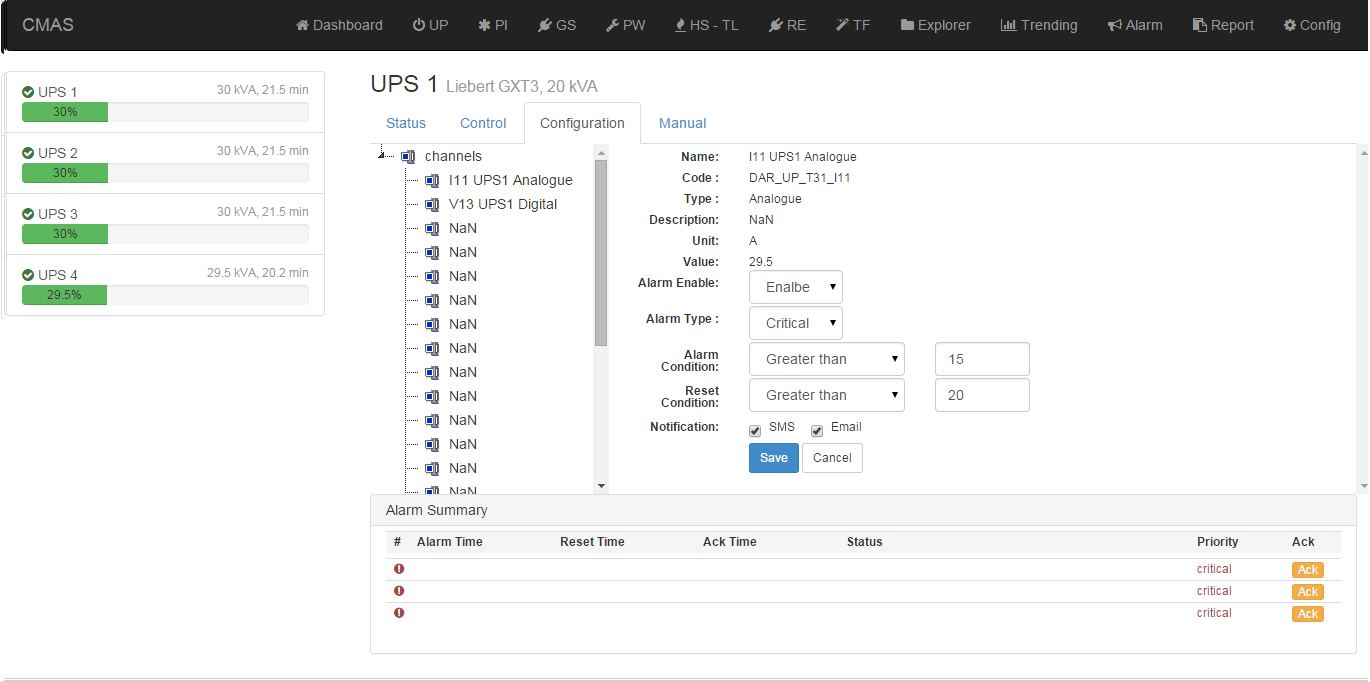 CMAS Dashboard UP PI GS PW HS - TL RE TF Explorer Trending Alarm Report Config
UPS 1 30 kVA, 21.5 min
30%
UPS 2 30 kVA, 21.5 min
30%
UPS 3 30 kVA, 21.5 min
30%
UPS 4 29.5 kVA, 20.2 min
29.5%
UPS 1 Liebert GXT3, 20 kVA
Status Control Configuration Manual
channels
I11 UPS1 Analogue
V13 UPS1 Digital
NaN
NaN
NaN
NaN
NaN
NaN
NaN
NaN
NaN
NaN
NaN
NaN
Name: I11 UPS1 Analogue
Code : DAR_UP_T31_I11
Type : Analogue
Description: NaN
Unit: A
Value: 29.5
Alarm Enable: Enalbe
Alarm Type : Critical
Alarm
Condition: Greater than 15
Reset
Condition: Greater than 20
Notification: SMS Email
Save Cancel
Alarm Summary
# Alarm Time Reset Time Ack Time Status Priority Ack
critical Ack
critical Ack
critical Ack